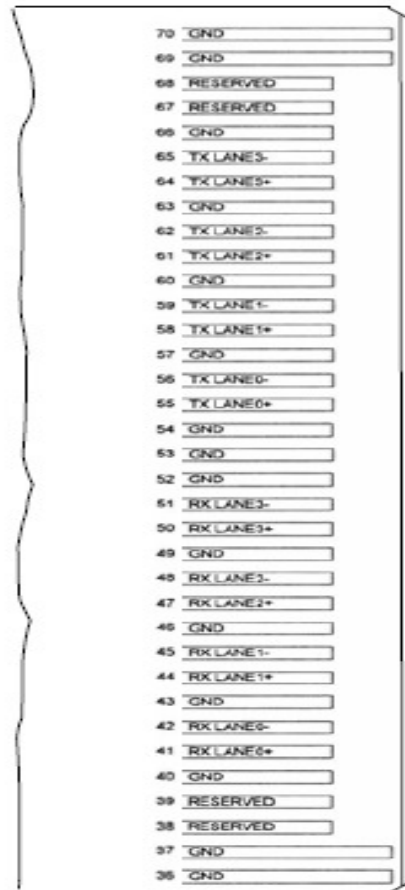 70 GND
69 GND
68 RESERVED
67 RESERVED
66 GND
65 TX LANE3-
64 TX LANE3+
63 GND
62 TX LANE2-
61 TX LANE2+
60 GND
59 TX LANE1-
58 TX LANE1+
57 GND
56 TX LANE0-
55 TX LANE0+
54 GND
53 GND
52 GND
51 RX LANE3-
50 RX LANE3+
49 GND
48 RX LANE2-
47 RX LANE2+
46 GND
45 RX LANE1-
44 RX LANE1+
43 GND
42 RX LANE0-
41 RX LANE0+
40 GND
39 RESERVED
38 RESERVED
37 GND
36 GND